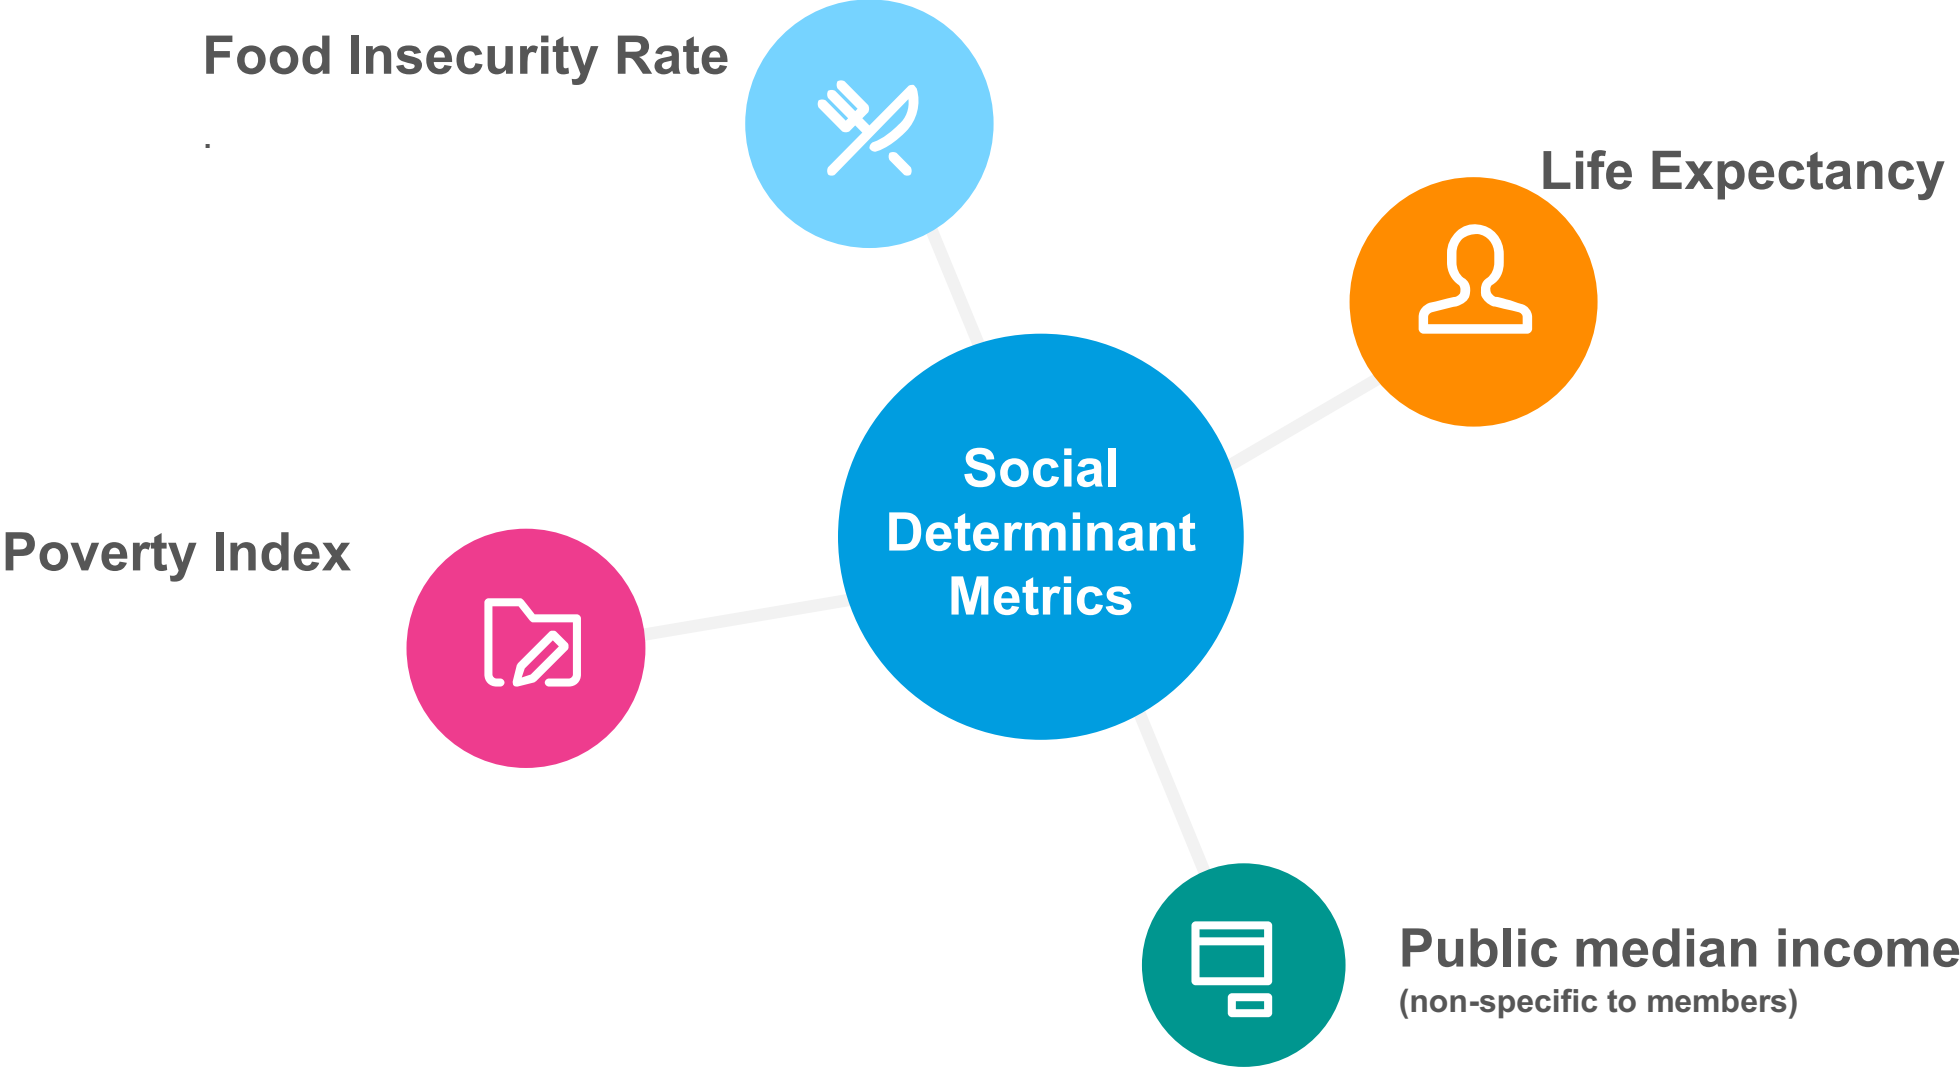 Food Insecurity Rate
.
Life Expectancy
Social
Determinant
Metrics
Poverty Index
Public median income
(non-specific to members)